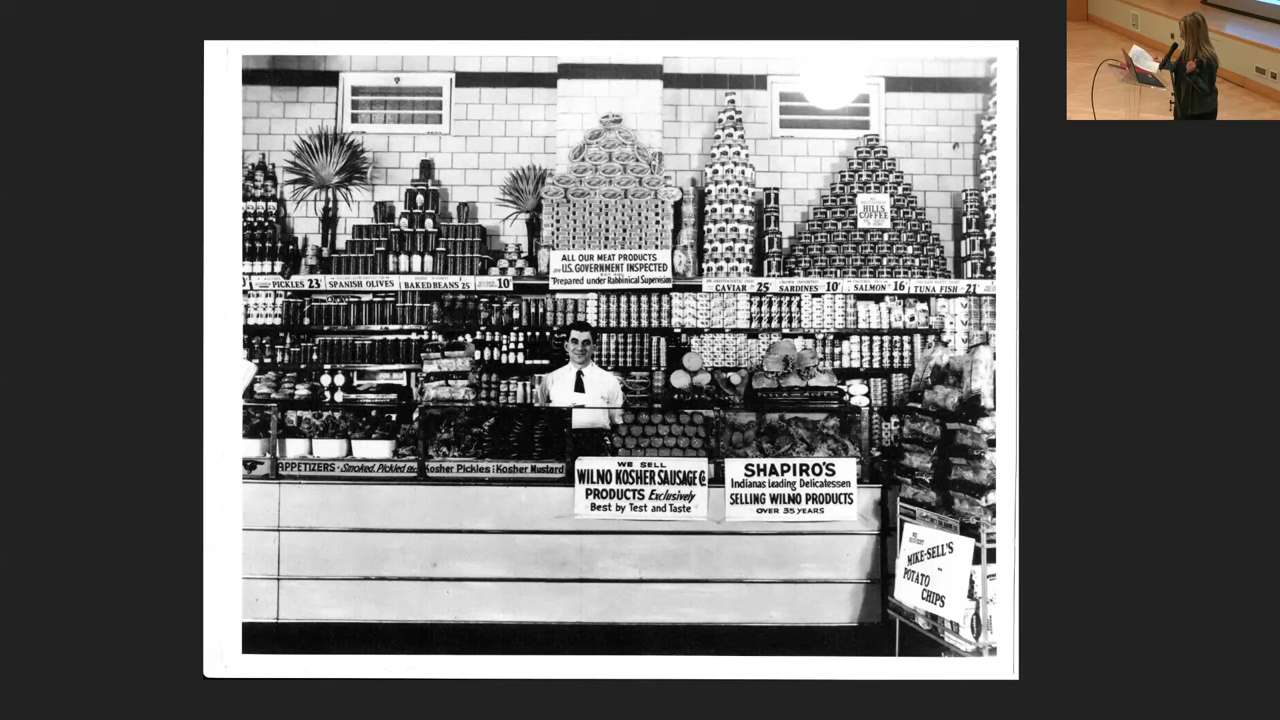 HILLS
COFFEE
ALL OUR MEAT PRODUCTS
U.S. GOVERNMENT INSPECTED
Prepared under Rabbinical Supervision
PICKLES 23
SPANISH OLIVES
BAKED BEANS 25
10
CAVIAR 25
SARDINES 10
SALMON 16
TUNA FISH 21
APPETIZERS - Smoked, Pickled
Kosher Pickles : Kosher Mustard
WE SELL
WILNO KOSHER SAUSAGE Co
PRODUCTS Exclusively
Best by Test and Taste
SHAPIRO'S
Indianas Leading Delicatessen
SELLING WILNO PRODUCTS
OVER 35 YEARS
MIKE-SELL'S
POTATO
CHIPS